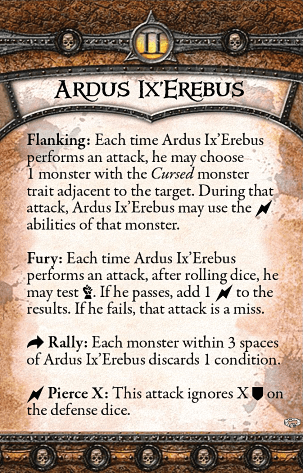 II
ARDUS IX'EREBUS
Flanking: Each time Ardus Ix'Erebus
performs an attack, he may choose
1 monster with the Cursed monster
trait adjacent to the target. During that
attack, Ardus Ix'Erebus may use the
abilities of that monster.
Fury: Each time Ardus Ix'Erebus
performs an attack, after rolling dice, he
may test . If he passes, add 1 to the
results. If he fails, that attack is a miss.
Rally: Each monster within 3 spaces
of Ardus Ix'Erebus discards 1 condition.
Pierce X: This attack ignores X on
the defense dice.